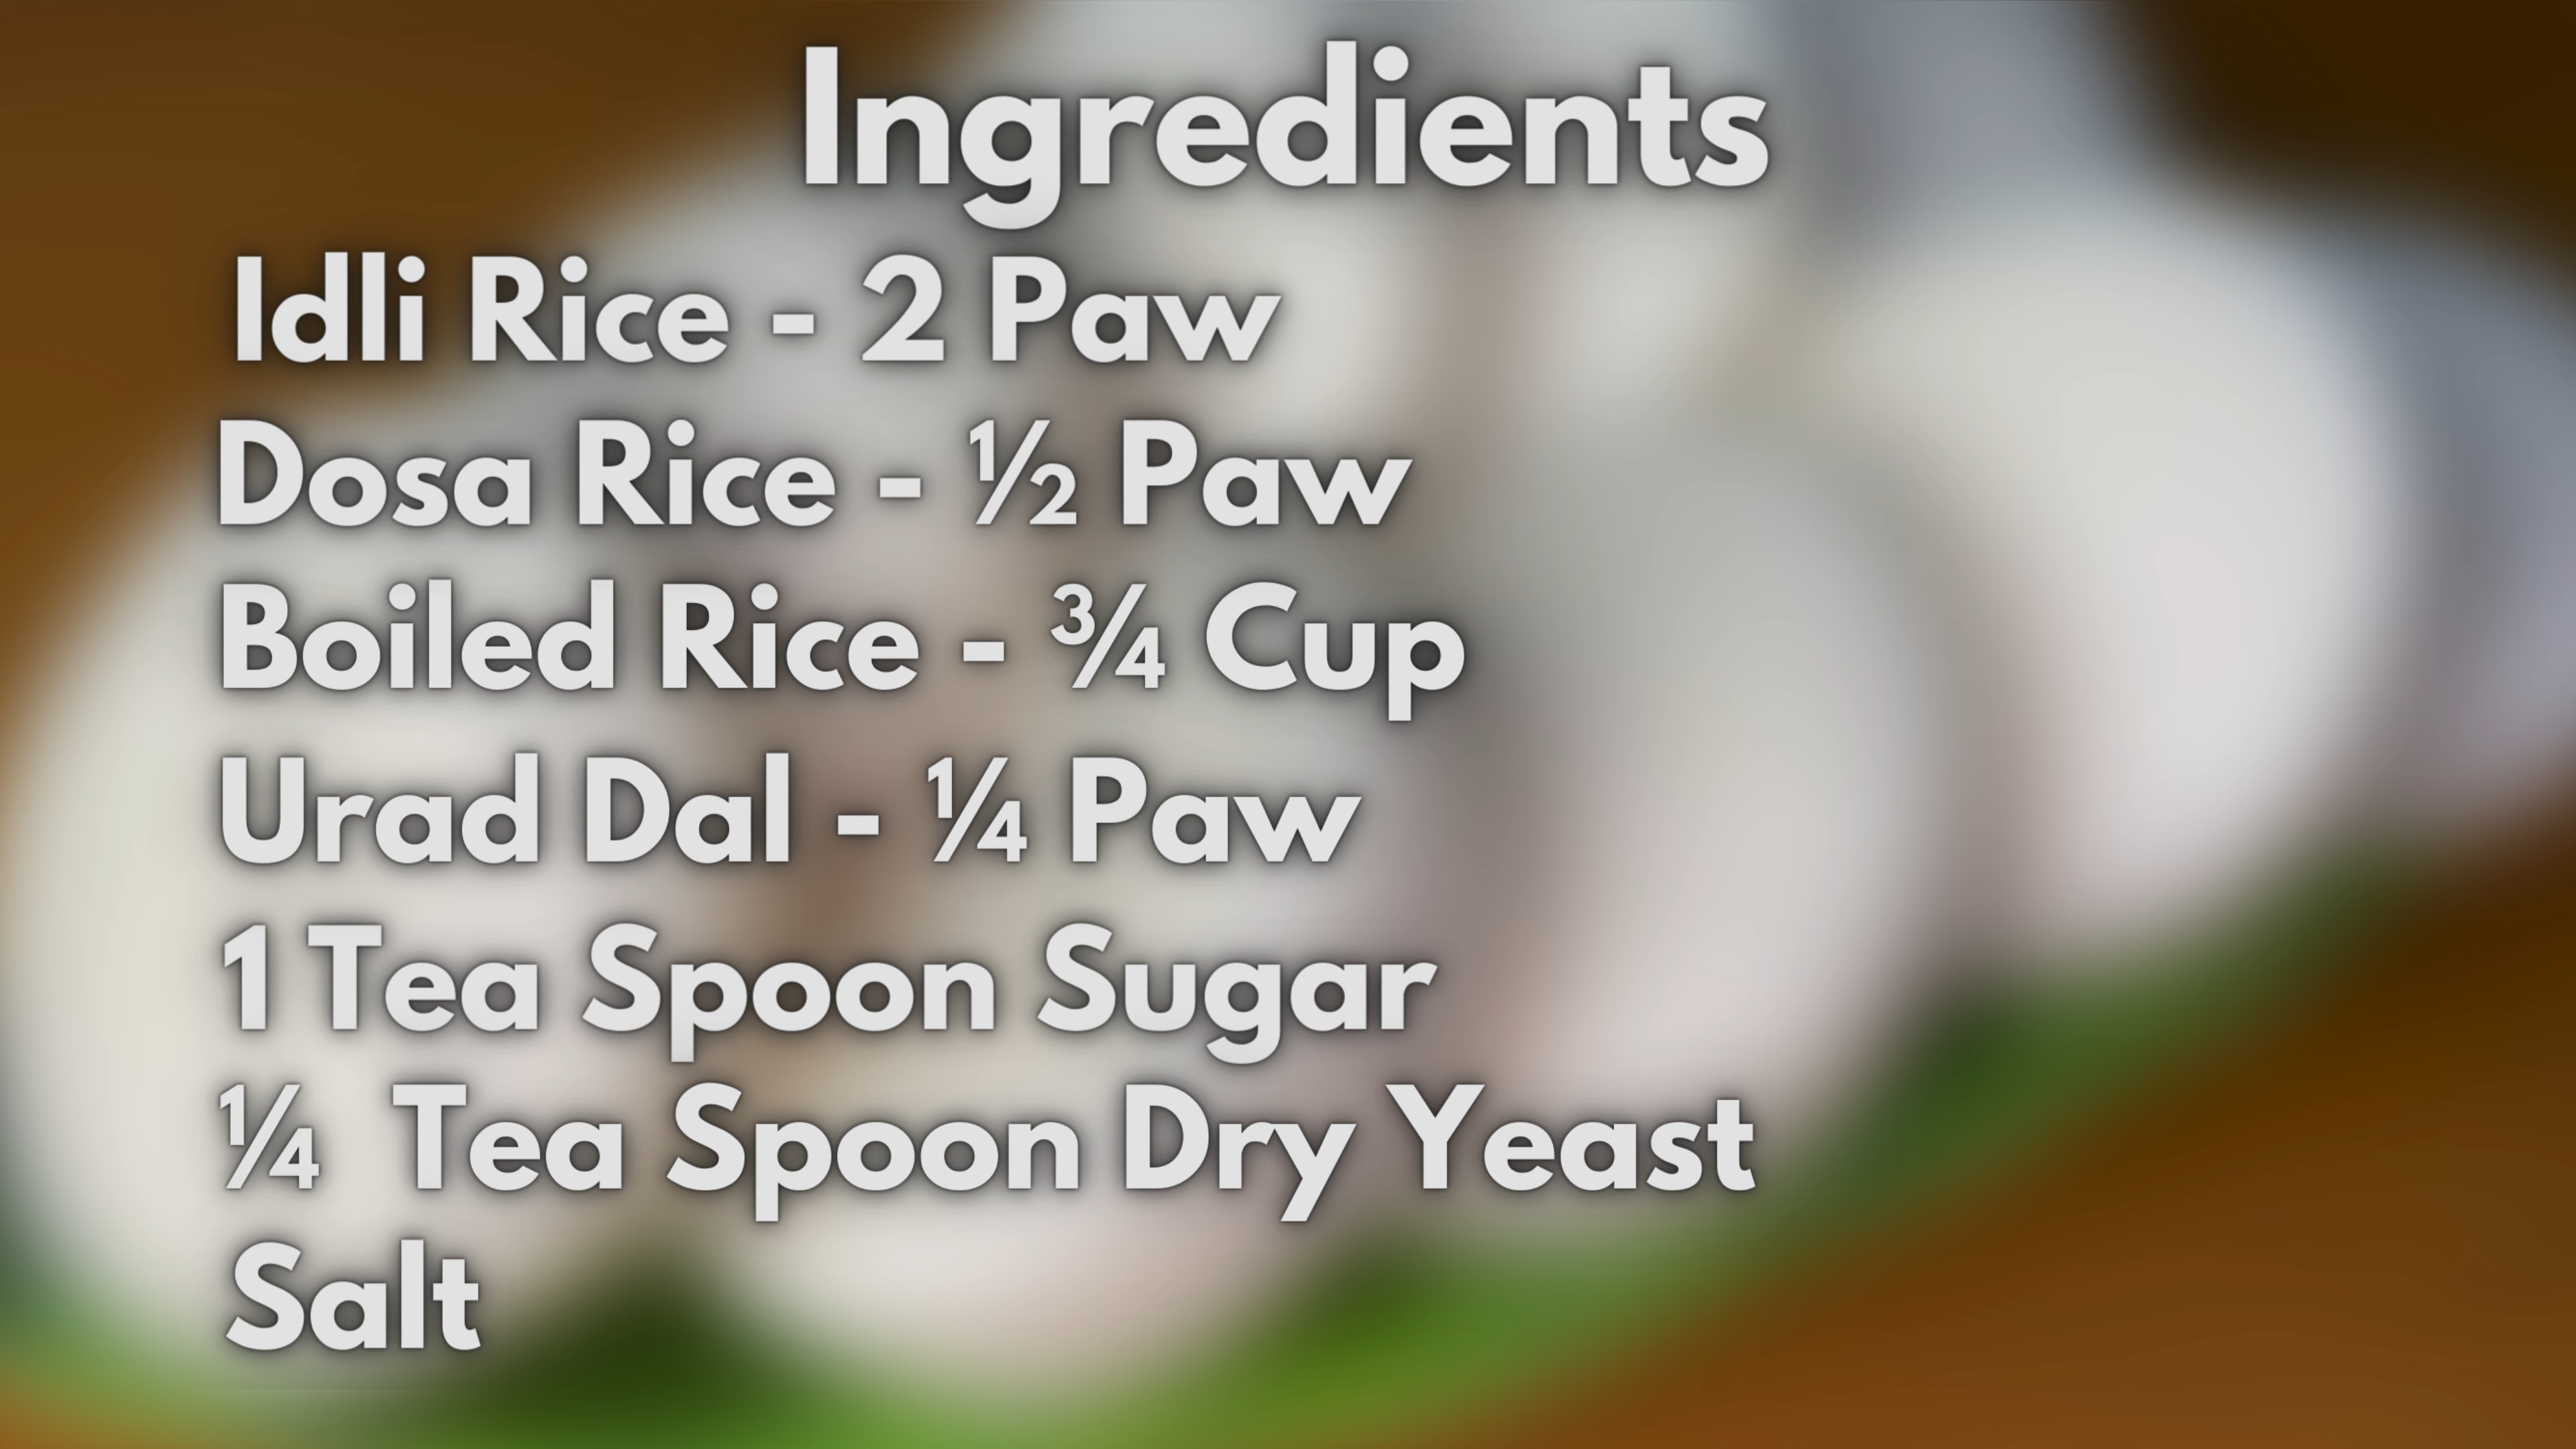 Ingredients
Idli Rice - 2 Paw
Dosa Rice - ½ Paw
Boiled Rice - ¾ Cup
Urad Dal - ¼ Paw
1 Tea Spoon Sugar
¼ Tea Spoon Dry Yeast
Salt